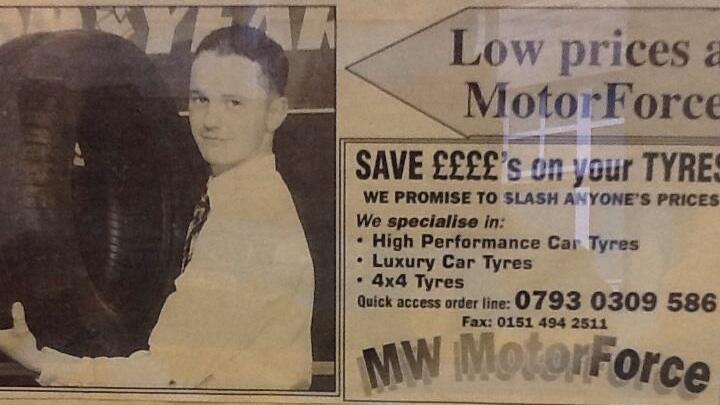 Low prices a
MotorForce
SAVE ££££'s on your TYRES
WE PROMISE TO SLASH ANYONE'S PRICES
We specialise in:
• High Performance Car Tyres
• Luxury Car Tyres
• 4x4 Tyres
Quick access order line: 0793 0309 586
Fax: 0151 494 2511
MW MotorForce